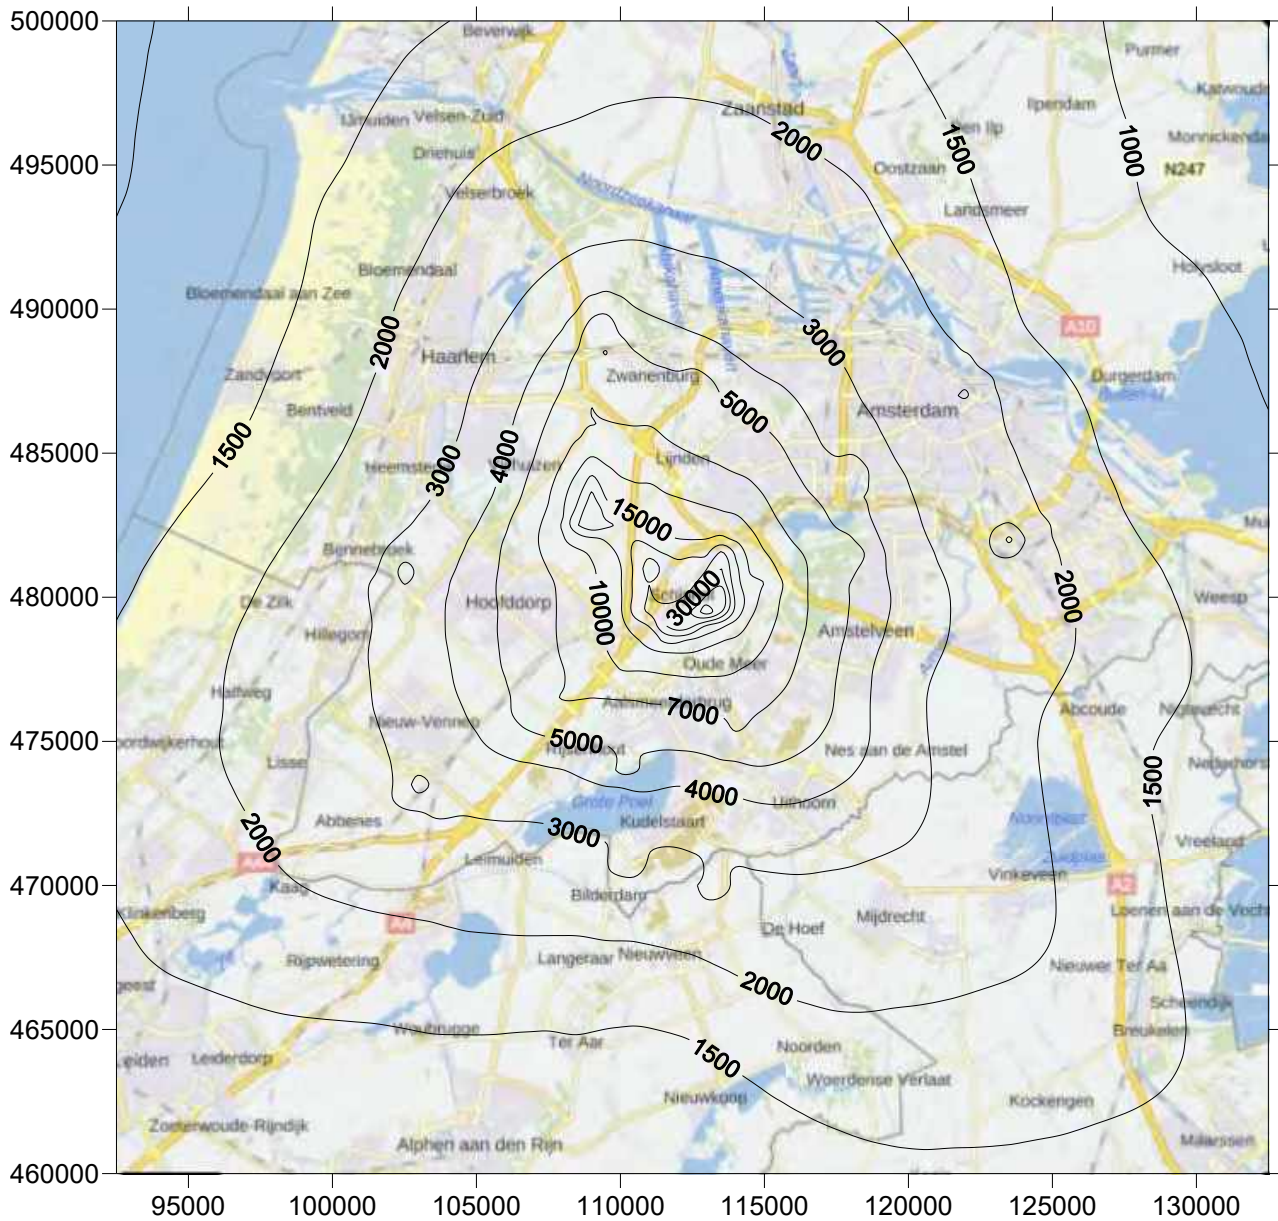 500000
Beverwijk
Purmer
Zaanstad
Ilpendam
IJmuiden Velsen-Zuid
2000
1500
1000
Monnickenda
Driehuis
495000
Oostzaan
N247
Velserbroek
Noordzeekanaal
Landsmeer
Bloemendaal
Holysloot
Bloemendaal aan Zee
490000
A10
2000
3000
Haarlem
Zandvoort
Zwanenburg
Durgerdam
Bentveld
5000
Amsterdam
1500
485000
3000
4000
Lijnden
15000
Bennebroek
480000
De Zilk
Hoofddorp
10000
30000
2000
Weesp
Hillegom
Amstelveen
Oude Meer
Halfweg
7000
Abcoude
Nieuw-Vennep
475000
5000
Nes aan de Amstel
Lisse
1500
4000
Grote Poel
Uithoorn
Abbenes
Kudelstaart
2000
3000
Vreeland
Leimuiden
470000
Kaag
Vinkeveen
A2
Bilderdam
Klinkenberg
A4
Mijdrecht
De Hoef
Rijpwetering
Langeraar Nieuwveen
Nieuwer Ter Aa
2000
465000
Woubrugge
Ter Aar
1500
Breukelen
Leiderdorp
Noorden
Woerdense Verlaat
Nieuwkoop
Kockengen
Zoeterwoude-Rijndijk
Alphen aan den Rijn
460000
95000
100000
105000
110000
115000
120000
125000
130000